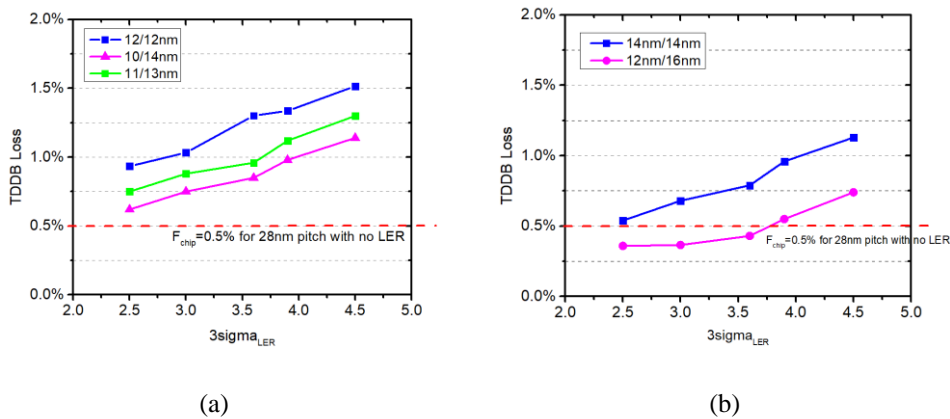 2.0%
1.5%
1.0%
0.5%
0.0%
TDDB Loss
12/12nm
10/14nm
11/13nm
Fchip=0.5% for 28nm pitch with no LER
2.0 2.5 3.0 3.5 4.0 4.5 5.0
3sigmaLER
(a)
2.0%
1.5%
1.0%
0.5%
0.0%
TDDB Loss
14nm/14nm
12nm/16nm
Fchip=0.5% for 28nm pitch with no LER
2.0 2.5 3.0 3.5 4.0 4.5 5.0
3sigmaLER
(b)